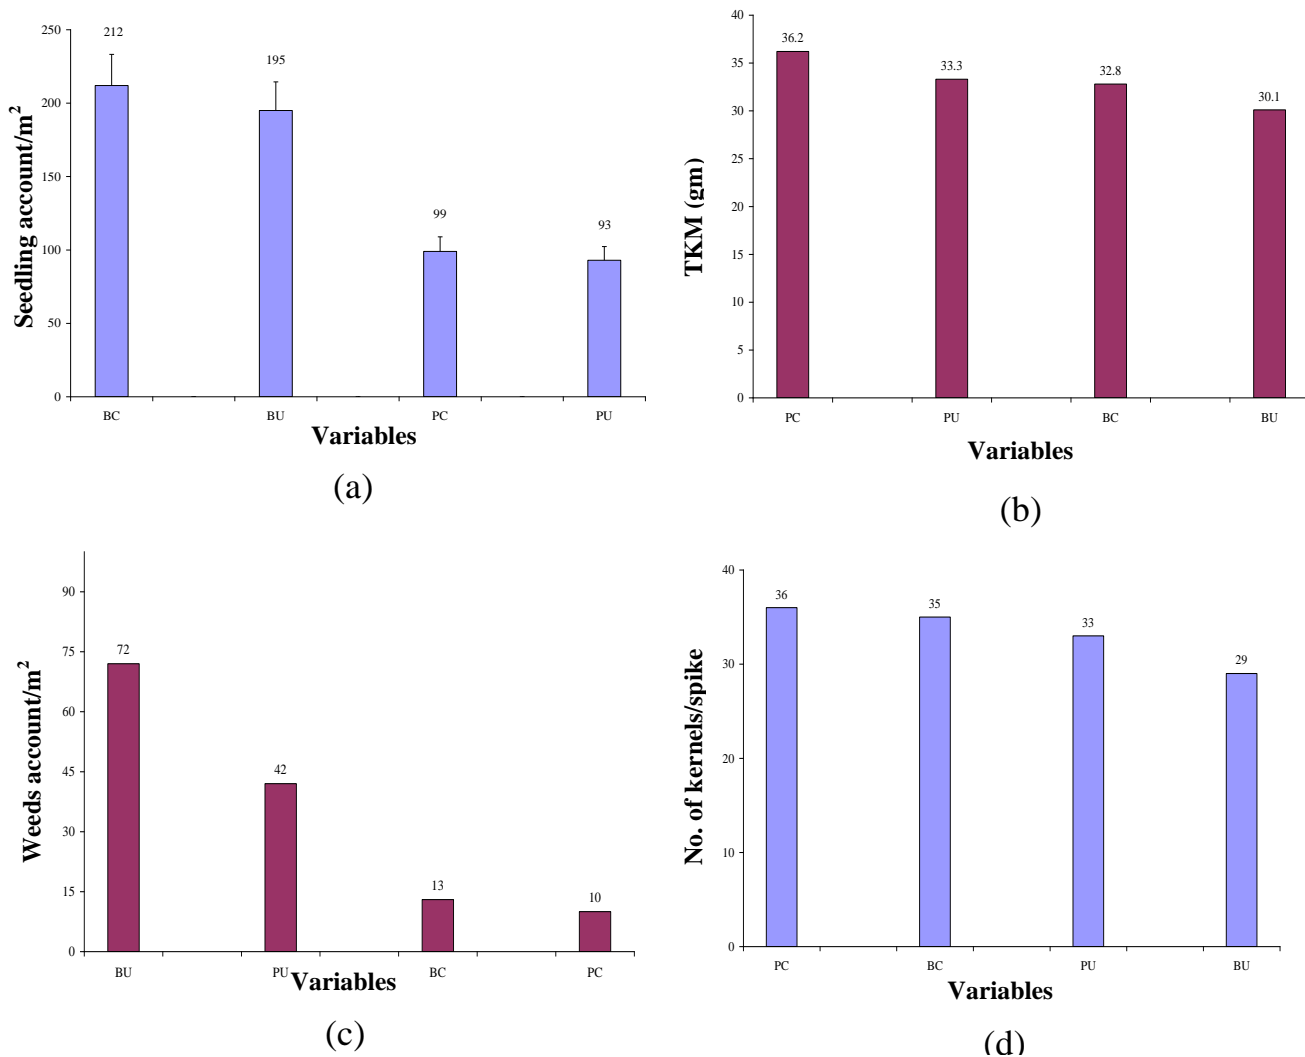 250
200
150
100
50
0
212
195
99
93
BC BU PC PU
Seedling account/m²
Variables
(a)
40
35
30
25
20
15
10
5
0
36.2
33.3
32.8
30.1
PC PU BC BU
TKM (gm)
Variables
(b)
90
75
60
45
30
15
0
72
42
13
10
BU PU BC PC
Weeds account/m²
Variables
(c)
40
30
20
10
0
36
35
33
29
PC BC PU BU
No. of kernels/spike
Variables
(d)